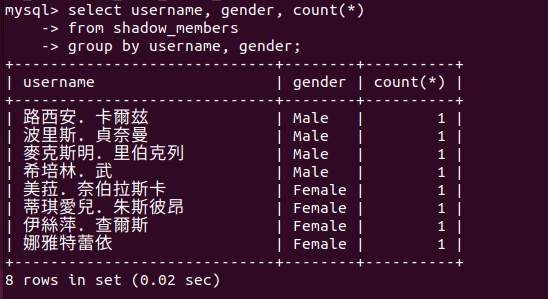 mysql> select username, gender, count(*)
    -> from shadow_members
    -> group by username, gender;
+-----------------------------+--------+----------+
| username                    | gender | count(*) |
+-----------------------------+--------+----------+
| 路西安. 卡爾茲 | Male   |        1 |
| 波里斯. 貞奈曼 | Male   |        1 |
| 麥克斯明. 里伯克列 | Male   |        1 |
| 希培林. 武 | Male   |        1 |
| 美菈. 奈伯拉斯卡 | Female |        1 |
| 蒂琪愛兒. 朱斯彼昂 | Female |        1 |
| 伊絲萍. 查爾斯 | Female |        1 |
| 娜雅特蕾依 | Female |        1 |
+-----------------------------+--------+----------+
8 rows in set (0.02 sec)